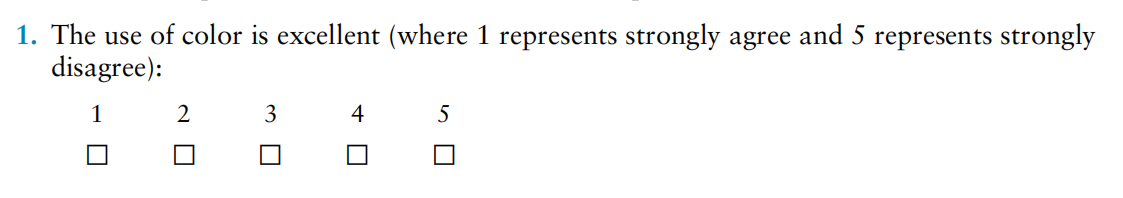 1. The use of color is excellent (where 1 represents strongly agree and 5 represents strongly
disagree):
1 2 3 4 5
□ □ □ □ □